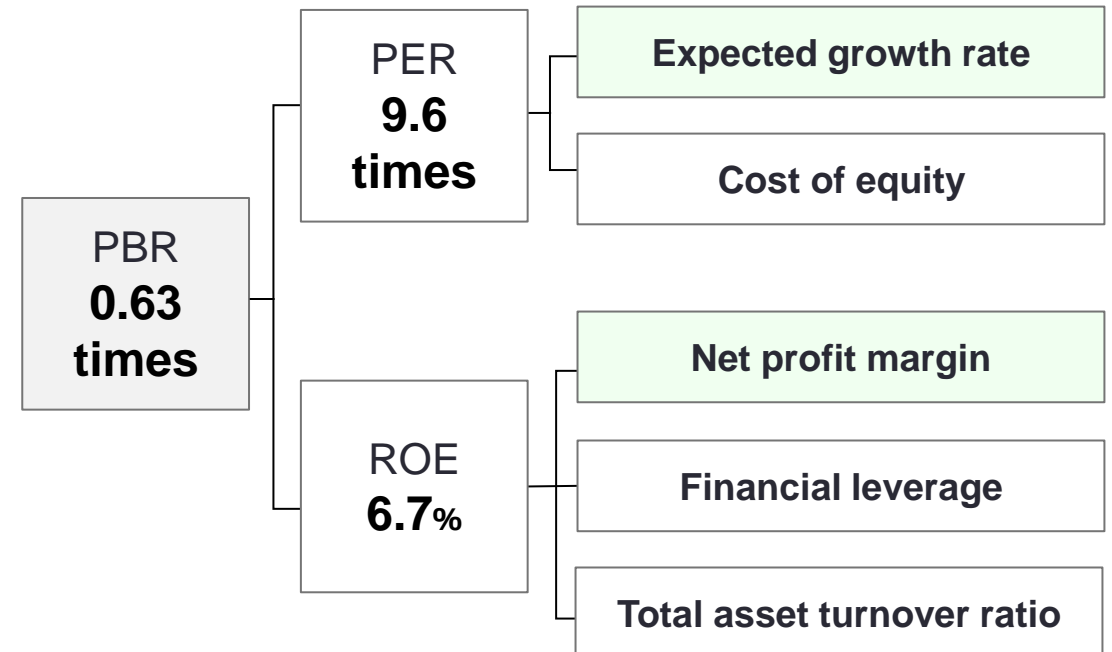 PBR
0.63
times
PER
9.6
times
Expected growth rate
Cost of equity
ROE
6.7%
Net profit margin
Financial leverage
Total asset turnover ratio